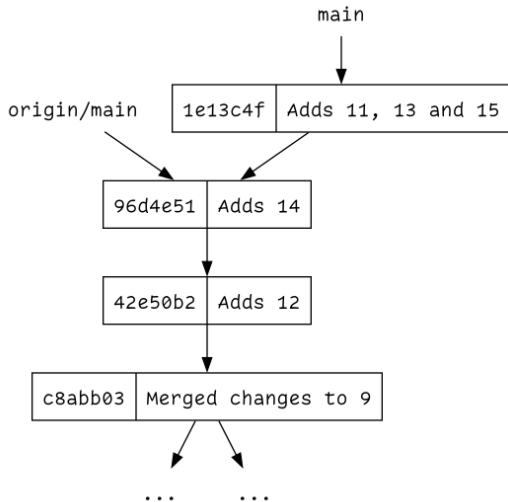 main
origin/main
1e13c4f Adds 11, 13 and 15
96d4e51 Adds 14
42e50b2 Adds 12
c8abb03 Merged changes to 9
... ...